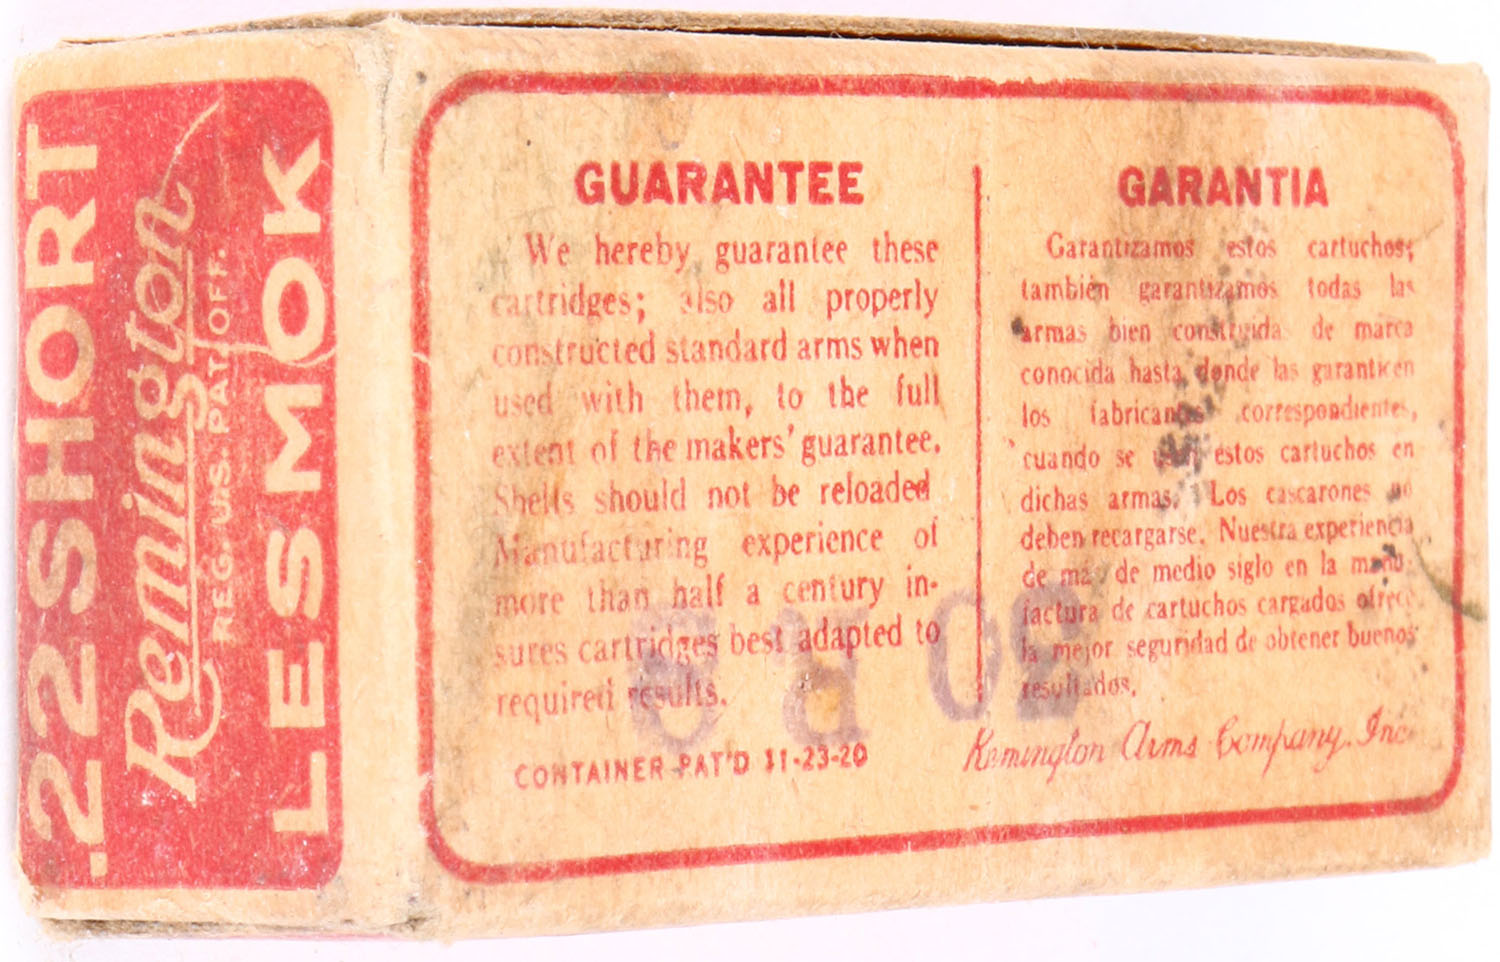 .22 SHORT
Remington
REG. U.S. PAT. OFF.
LESMOK
GUARANTEE
We hereby guarantee these
cartridges; also all properly
constructed standard arms when
used with them, to the full
extent of the makers' guarantee.
Shells should not be reloaded
Manufacturing experience of
more than half a century in-
sures cartridges best adapted to
required results.
CONTAINER PAT'D 11-23-20
GARANTIA
Garantizamos estos cartuchos;
también garantizamos todas las
armas bien construida de marca
conocida hasta donde las garanticen
los fabricantes correspondientes,
cuando se estos cartuchos en
dichas armas. Los cascarones no
deben recargarse. Nuestra experiencia
de mas de medio siglo en la manu-
factura de cartuchos cargados ofrece
la mejor seguridad de obtener buenos
resultados.
Remington Arms Company, Inc.